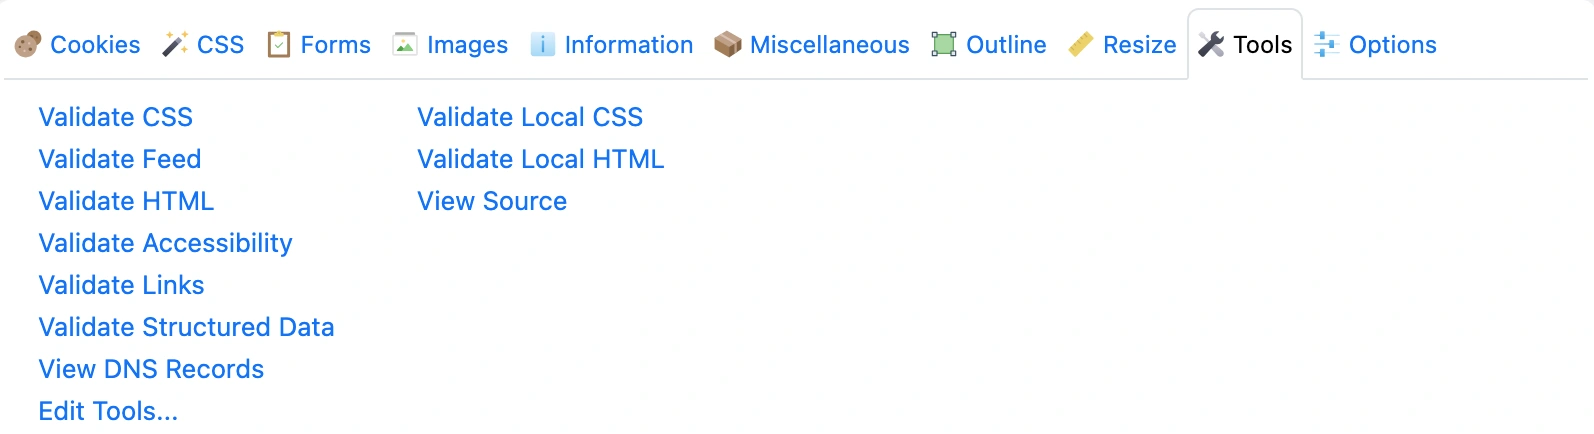 Cookies CSS Forms Images Information Miscellaneous Outline Resize Tools Options
Validate CSS
Validate Feed
Validate HTML
Validate Accessibility
Validate Links
Validate Structured Data
View DNS Records
Edit Tools...
Validate Local CSS
Validate Local HTML
View Source